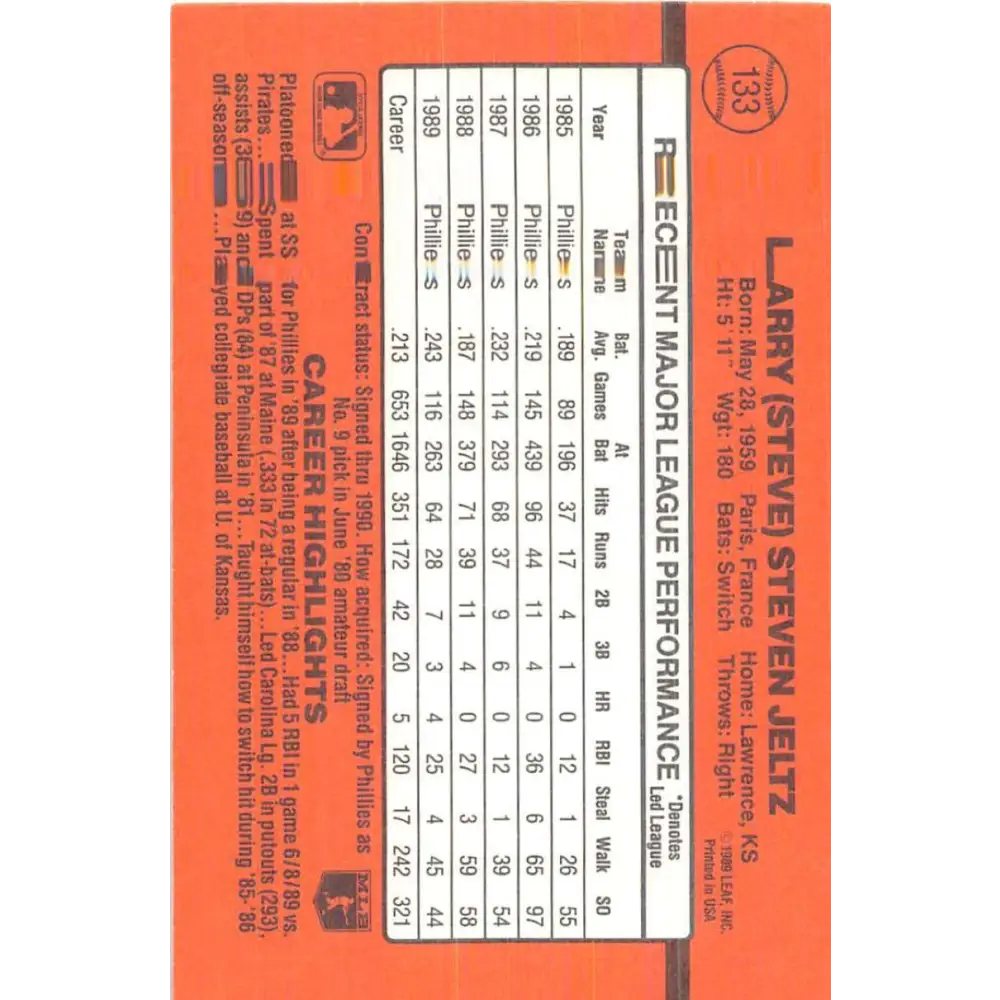 133
LARRY (STEVE) STEVEN JELTZ
Born: May 28, 1959 Paris, France Home: Lawrence, KS
Ht: 5'11" Wgt: 180 Bats: Switch Throws: Right
© 1989 LEAF, INC.
Printed in USA
RECENT MAJOR LEAGUE PERFORMANCE
*Denotes
Led League
Year Team Name Bat. Avg. Games At Bat Hits Runs 2B 3B HR RBI Steal Walk SO
1985 Phillies .189 89 196 37 17 4 1 0 12 1 26 55
1986 Phillies .219 145 439 96 44 11 4 0 36 6 65 97
1987 Phillies .232 114 293 68 37 9 6 0 12 1 39 54
1988 Phillies .187 148 379 71 39 11 4 0 27 3 59 58
1989 Phillies .243 116 263 64 28 7 3 4 25 4 45 44
Career .213 653 1646 351 172 42 20 5 120 17 242 321
Contract status: Signed thru 1990. How acquired: Signed by Phillies as
No. 9 pick in June '80 amateur draft
MLB
CAREER HIGHLIGHTS
Platooned at SS for Phillies in '89 after being a regular in '88...Had 5 RBI in 1 game 6/8/89 vs.
Pirates...Spent part of '87 at Maine (.333 in 72 at-bats)...Led Carolina Lg. 2B in putouts (293),
assists (369) and DPs (84) at Peninsula in '81...Taught himself how to switch hit during '85-'86
off-season...Played collegiate baseball at U. of Kansas.